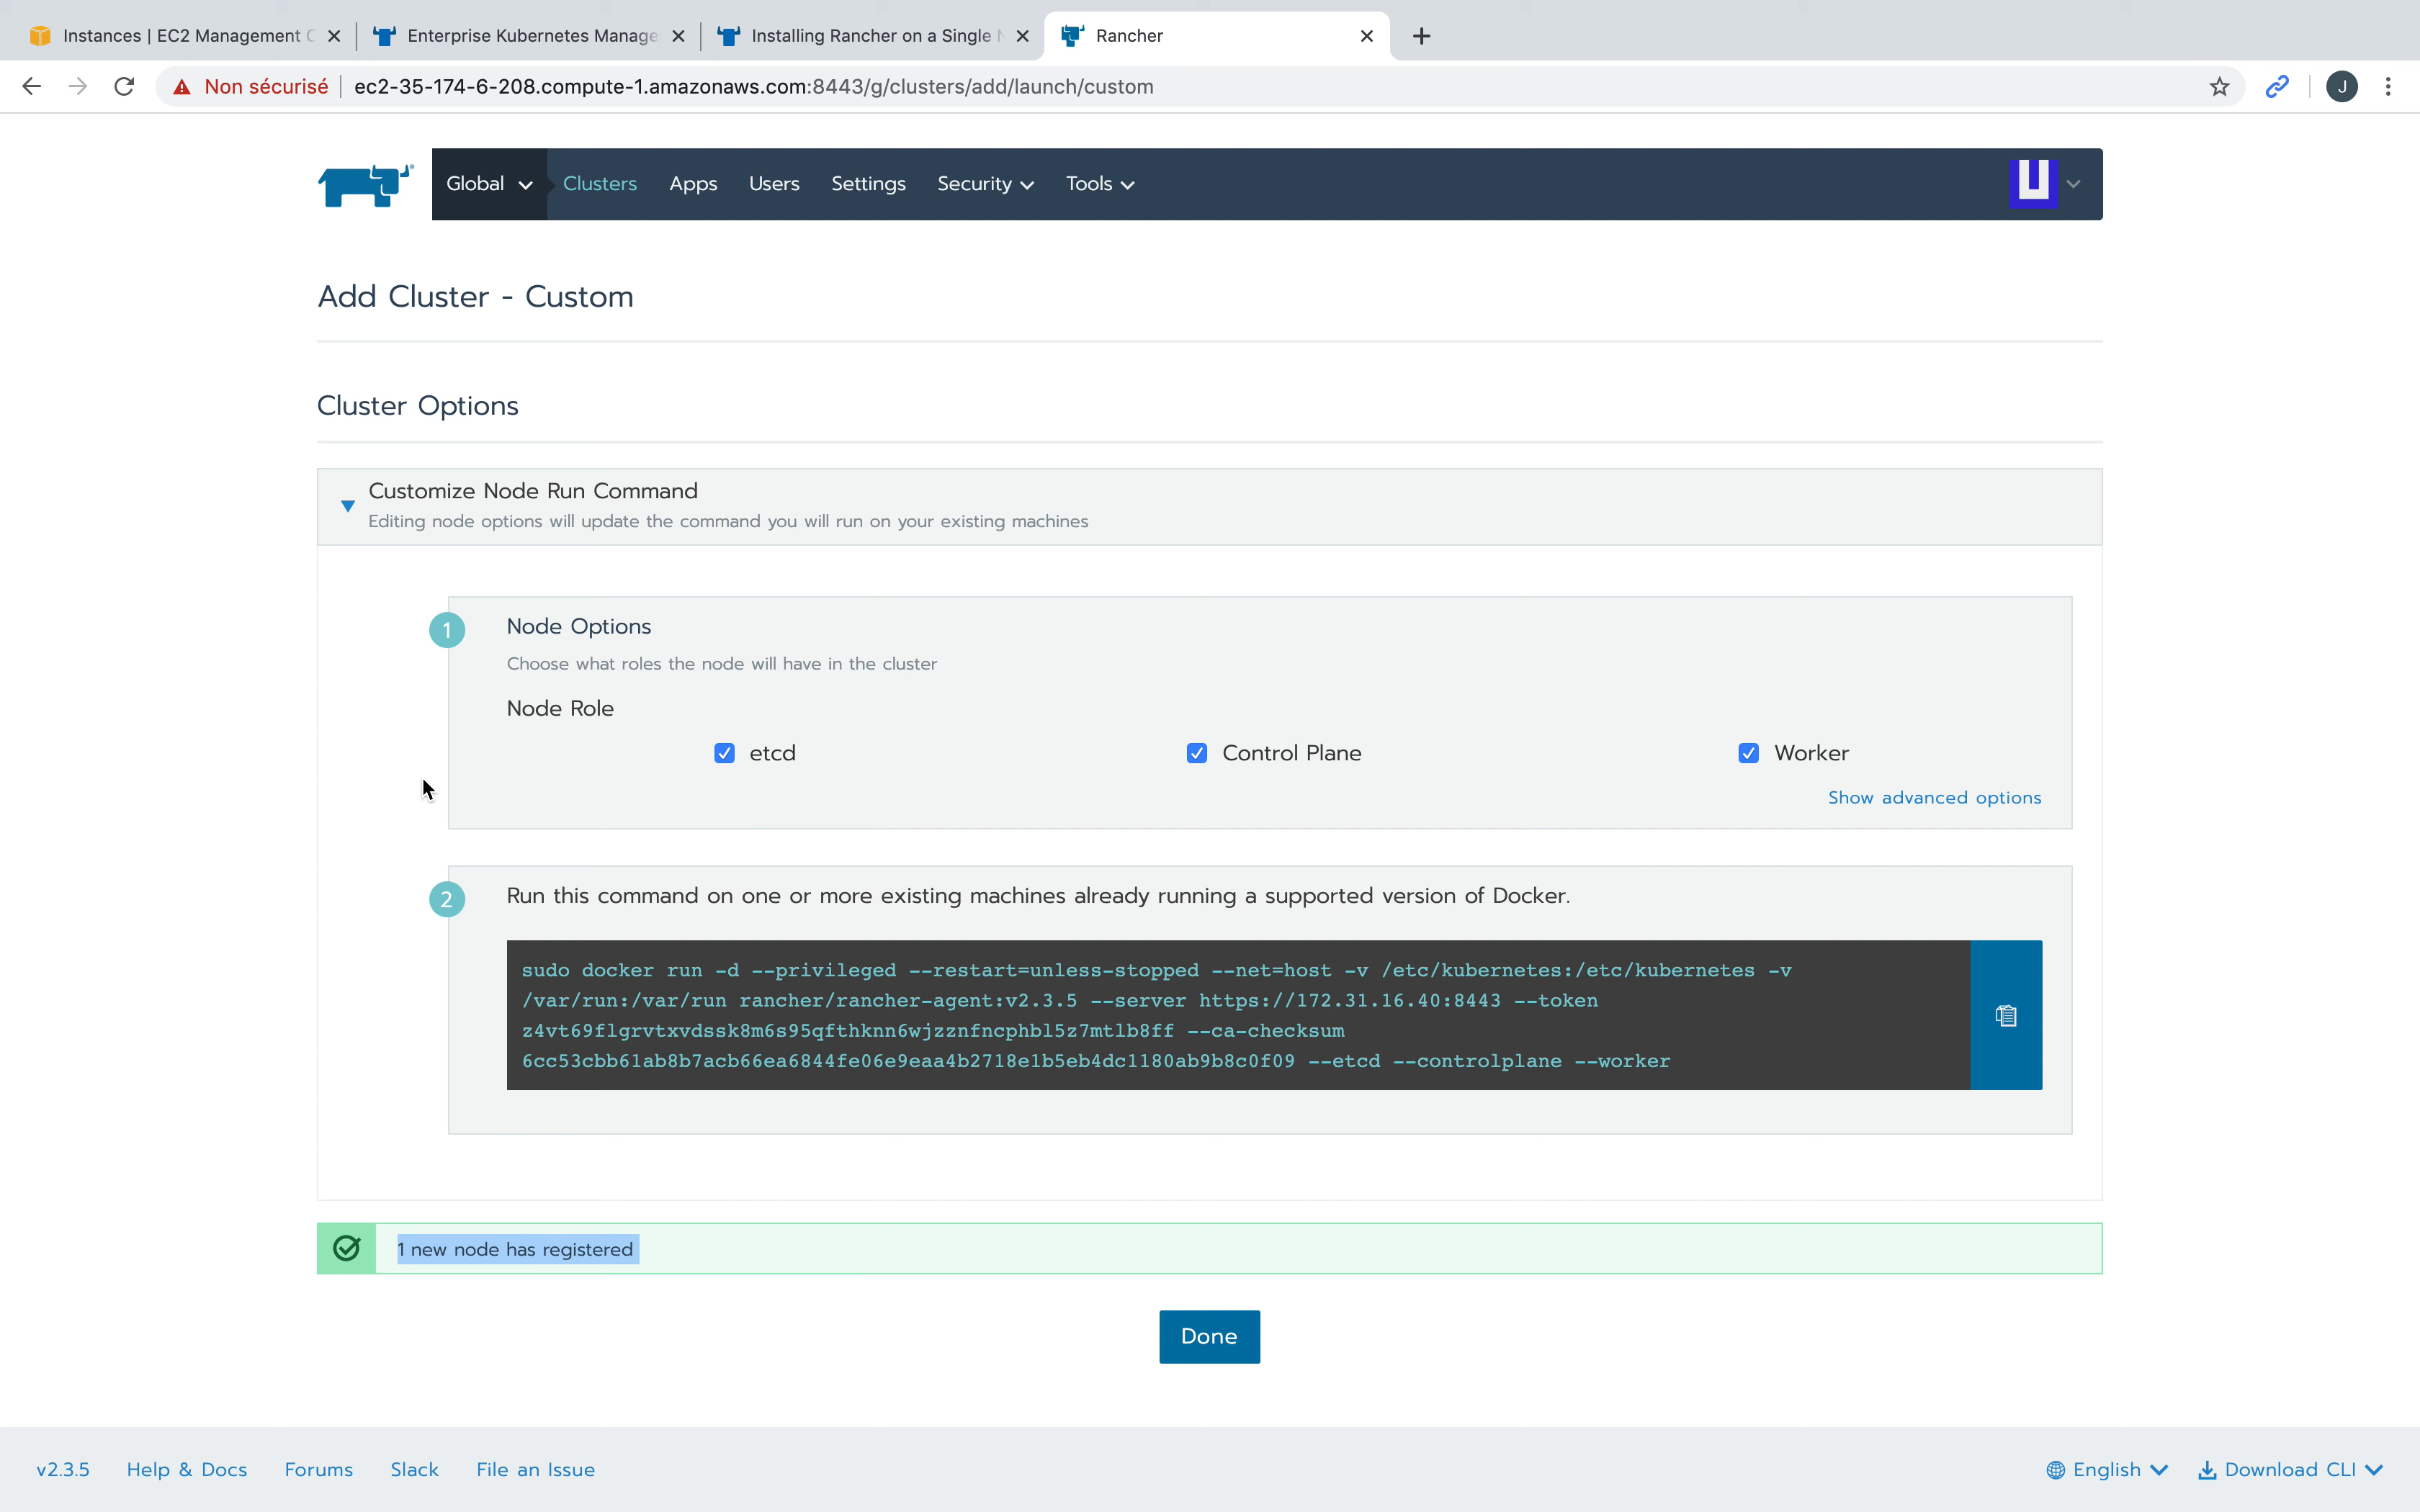 Instances | EC2 Management C
Enterprise Kubernetes Manage
Installing Rancher on a Single N
Rancher
Non sécurisé
ec2-35-174-6-208.compute-1.amazonaws.com:8443/g/clusters/add/launch/custom
J
Global
Clusters
Apps
Users
Settings
Security
Tools
Add Cluster - Custom
Cluster Options
Customize Node Run Command
Editing node options will update the command you will run on your existing machines
1
Node Options
Choose what roles the node will have in the cluster
Node Role
etcd
Control Plane
Worker
Show advanced options
2
Run this command on one or more existing machines already running a supported version of Docker.
sudo docker run -d --privileged --restart=unless-stopped --net=host -v /etc/kubernetes:/etc/kubernetes -v
/var/run:/var/run rancher/rancher-agent:v2.3.5 --server https://172.31.16.40:8443 --token
z4vt69flgrvtxvdssk8m6s95qfthknn6wjzznfncphbl5z7mtlb8ff --ca-checksum
6cc53cbb61ab8b7acb66ea6844fe06e9eaa4b2718e1b5eb4dc1180ab9b8c0f09 --etcd --controlplane --worker
1 new node has registered
Done
v2.3.5
Help & Docs
Forums
Slack
File an Issue
English
Download CLI